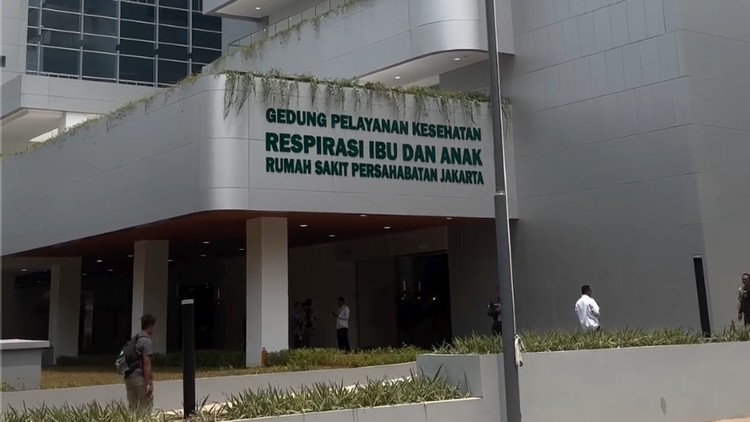 GEDUNG PELAYANAN KESEHATAN
RESPIRASI IBU DAN ANAK
RUMAH SAKIT PERSAHABATAN JAKARTA